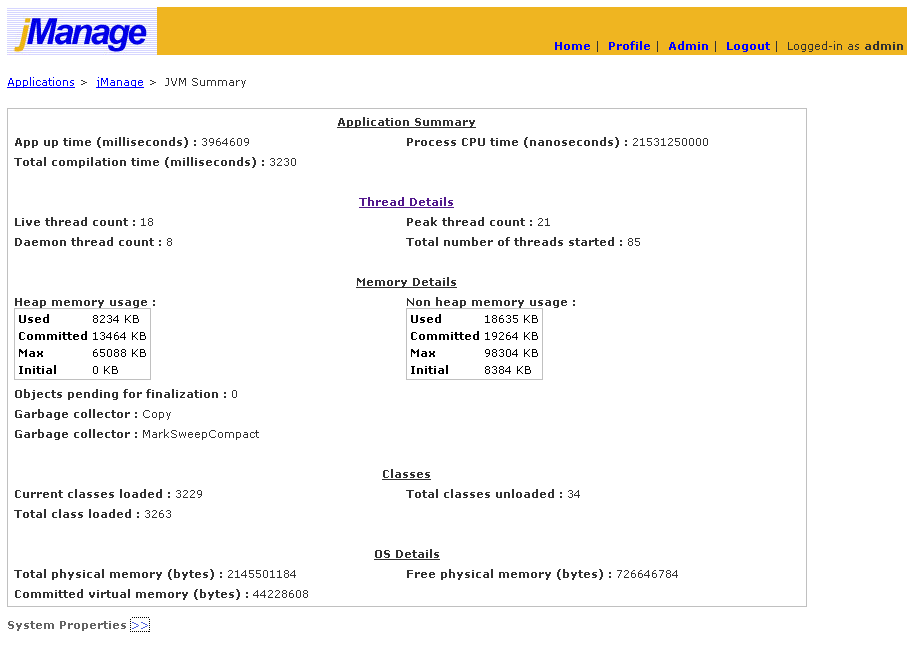 jManage
Home | Profile | Admin | Logout | Logged-in as admin
Applications > jManage > JVM Summary
Application Summary
App up time (milliseconds) : 3964609 Process CPU time (nanoseconds) : 21531250000
Total compilation time (milliseconds) : 3230
Thread Details
Live thread count : 18 Peak thread count : 21
Daemon thread count : 8 Total number of threads started : 85
Memory Details
Heap memory usage : Non heap memory usage :
Used 8234 KB Used 18635 KB
Committed 13464 KB Committed 19264 KB
Max 65088 KB Max 98304 KB
Initial 0 KB Initial 8384 KB
Objects pending for finalization : 0
Garbage collector : Copy
Garbage collector : MarkSweepCompact
Classes
Current classes loaded : 3229 Total classes unloaded : 34
Total class loaded : 3263
OS Details
Total physical memory (bytes) : 2145501184 Free physical memory (bytes) : 726646784
Committed virtual memory (bytes) : 44228608
System Properties >>